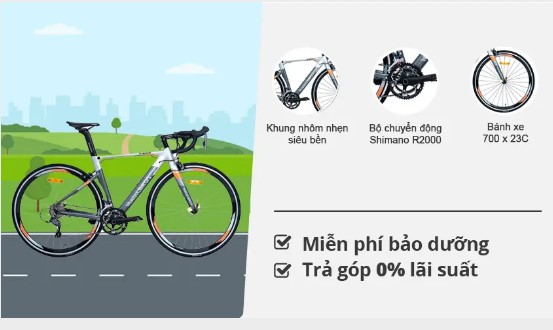 Khung nhôm nhẹn
siêu bền
Bộ chuyển động
Shimano R2000
Bánh xe
700 x 23C
Miễn phí bảo dưỡng
Trả góp 0% lãi suất